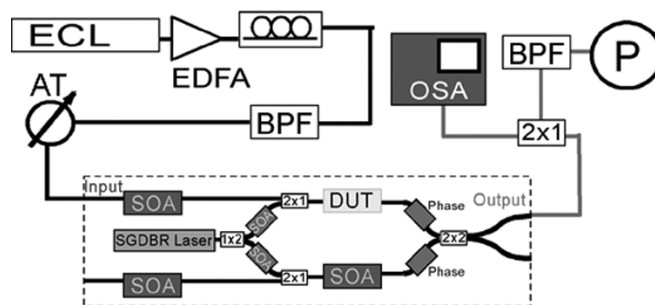 ECL
EDFA
AT
BPF
OSA
BPF
P
2x1
Input
SOA
SGDBR Laser
1x2
SOA
SOA
2x1
DUT
Phase
Output
2x2
SOA
2x1
SOA
Phase